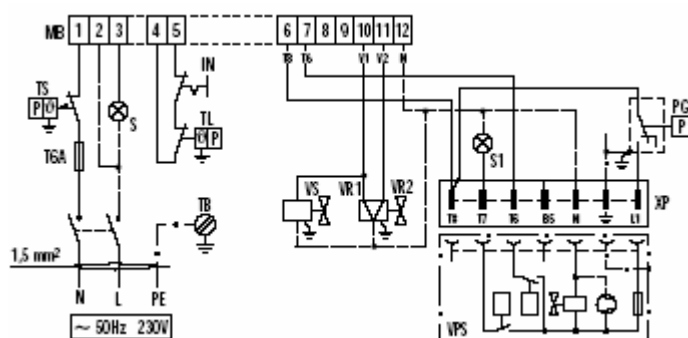 MB 1 2 3 4 5 6 7 8 9 10 11 12
T8 T6 V1 V2 N
IN
TS
P
S
TL
P
PG
P
T6A
S1
VS VR1 VR2
TB
XP
T8 T7 T6 B5 N L1
1,5 mm²
N L PE
VPS
~ 50Hz 230V